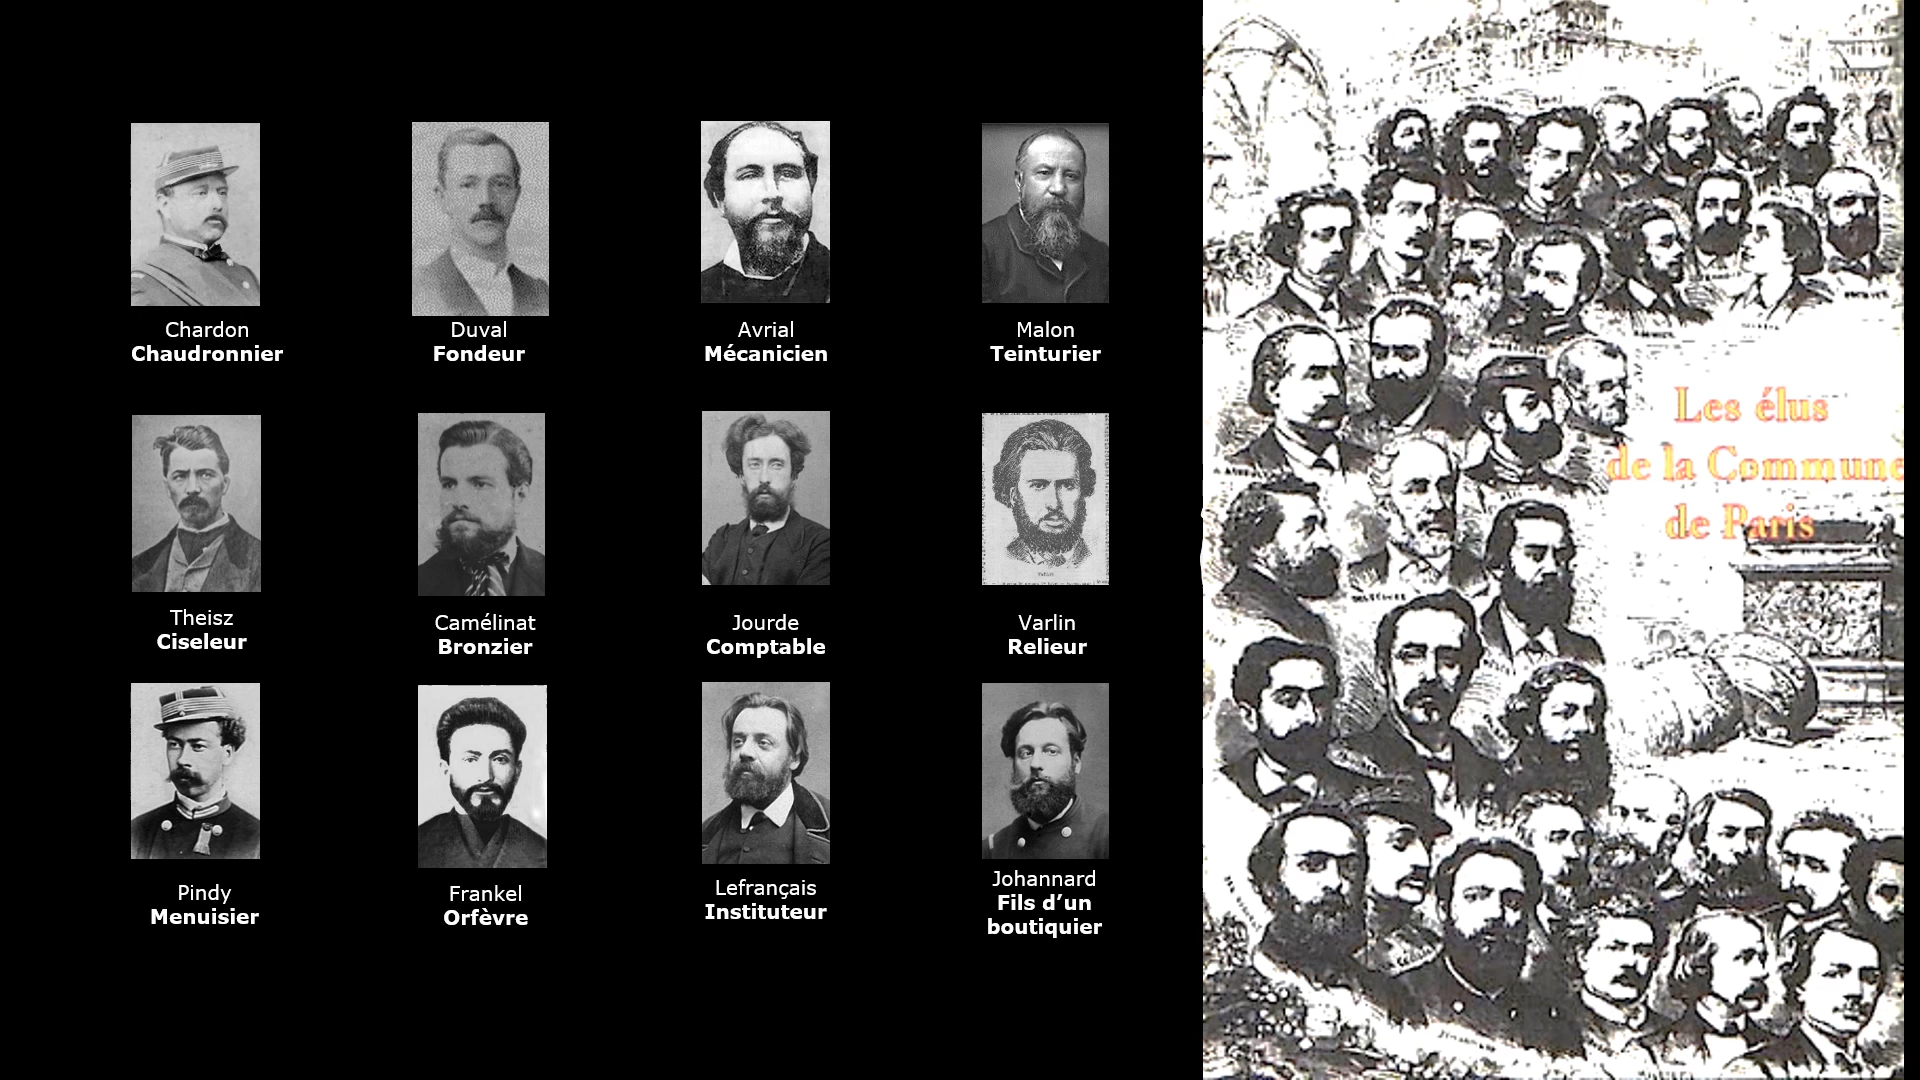 Chardon
Chaudronnier
Duval
Fondeur
Avrial
Mécanicien
Malon
Teinturier
Theisz
Ciseleur
Camélinat
Bronzier
Jourde
Comptable
Varlin
Relieur
Pindy
Menuisier
Frankel
Orfèvre
Lefrançais
Instituteur
Johannard
Fils d’un
boutiquier
Les élus
de la Commune
de Paris